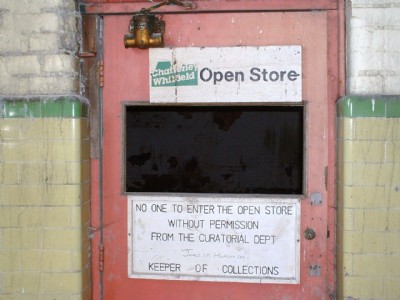 Whitfield
Open Store
NO ONE TO ENTER THE OPEN STORE
WITHOUT PERMISSION
FROM THE CURATORIAL DEPT
KEEPER OF COLLECTIONS